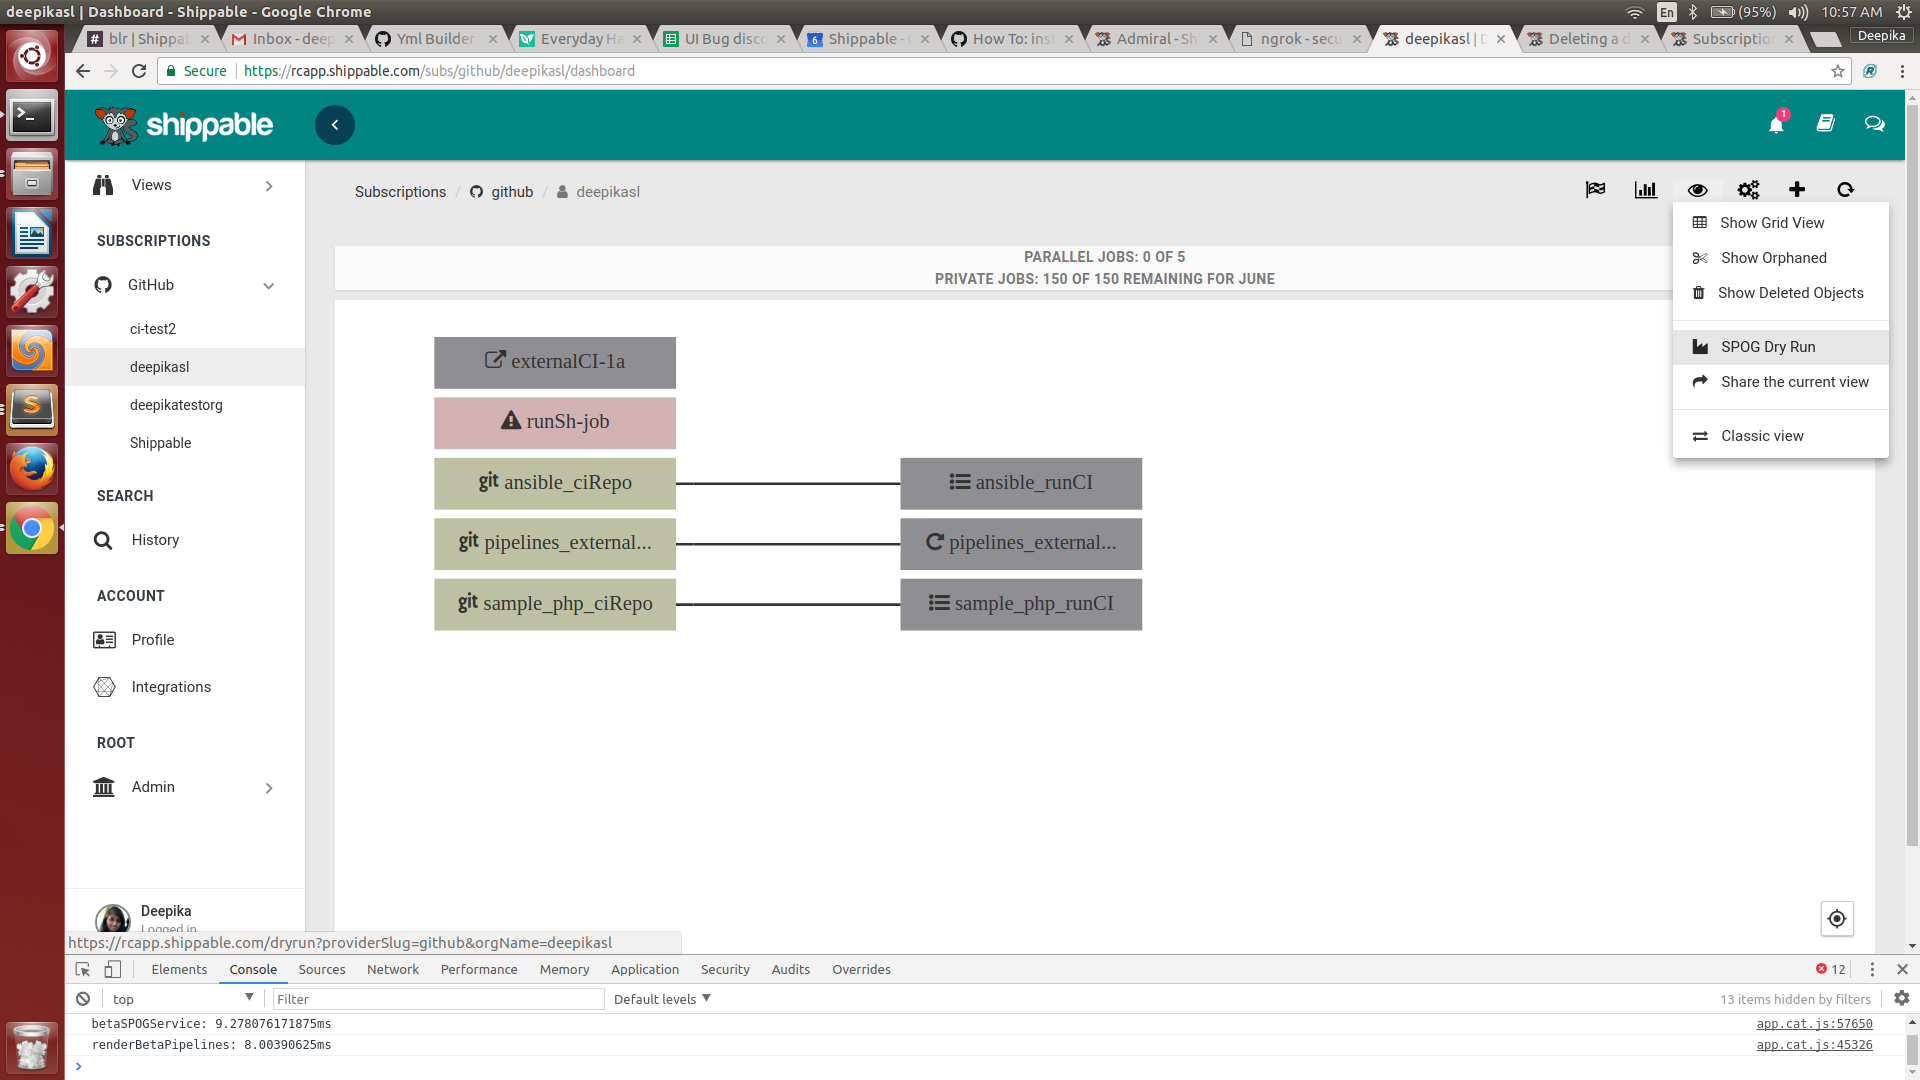 deepikasl | Dashboard - Shippable - Google Chrome
En (95%) 10:57 AM
blr | Shippab
Inbox - deep
Yml Builder
Everyday Ha
UI Bug disco
6 Shippable -
How To: inst
Admiral - Sh
ngrok - secu
deepikasl | D
Deleting a d
Subscription
Deepika
Secure https://rcapp.shippable.com/subs/github/deepikasl/dashboard
shippable
1
Views
SUBSCRIPTIONS
GitHub
ci-test2
deepikasl
deepikatestorg
Shippable
SEARCH
History
ACCOUNT
Profile
Integrations
ROOT
Admin
Deepika
Logged in
Subscriptions / github / deepikasl
PARALLEL JOBS: 0 OF 5
PRIVATE JOBS: 150 OF 150 REMAINING FOR JUNE
Show Grid View
Show Orphaned
Show Deleted Objects
SPOG Dry Run
Share the current view
Classic view
externalCI-1a
runSh-job
git ansible_ciRepo
ansible_runCI
git pipelines_external...
pipelines_external...
git sample_php_ciRepo
sample_php_runCI
https://rcapp.shippable.com/dryrun?providerSlug=github&orgName=deepikasl
Elements Console Sources Network Performance Memory Application Security Audits Overrides 12
top Filter Default levels 13 items hidden by filters
betaSPOGService: 9.278076171875ms app.cat.js:57650
renderBetaPipelines: 8.00390625ms app.cat.js:45326